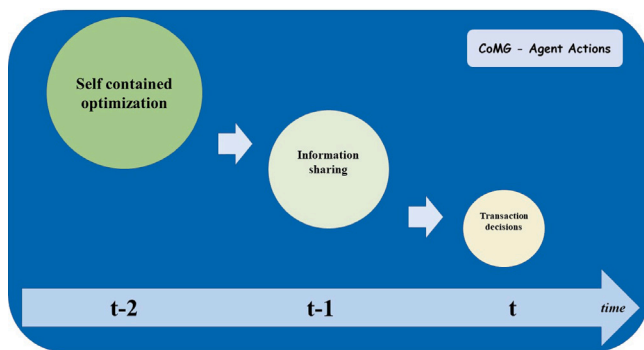 CoMG - Agent Actions
Self contained
optimization
Information
sharing
Transaction
decisions
t-2
t-1
t
time